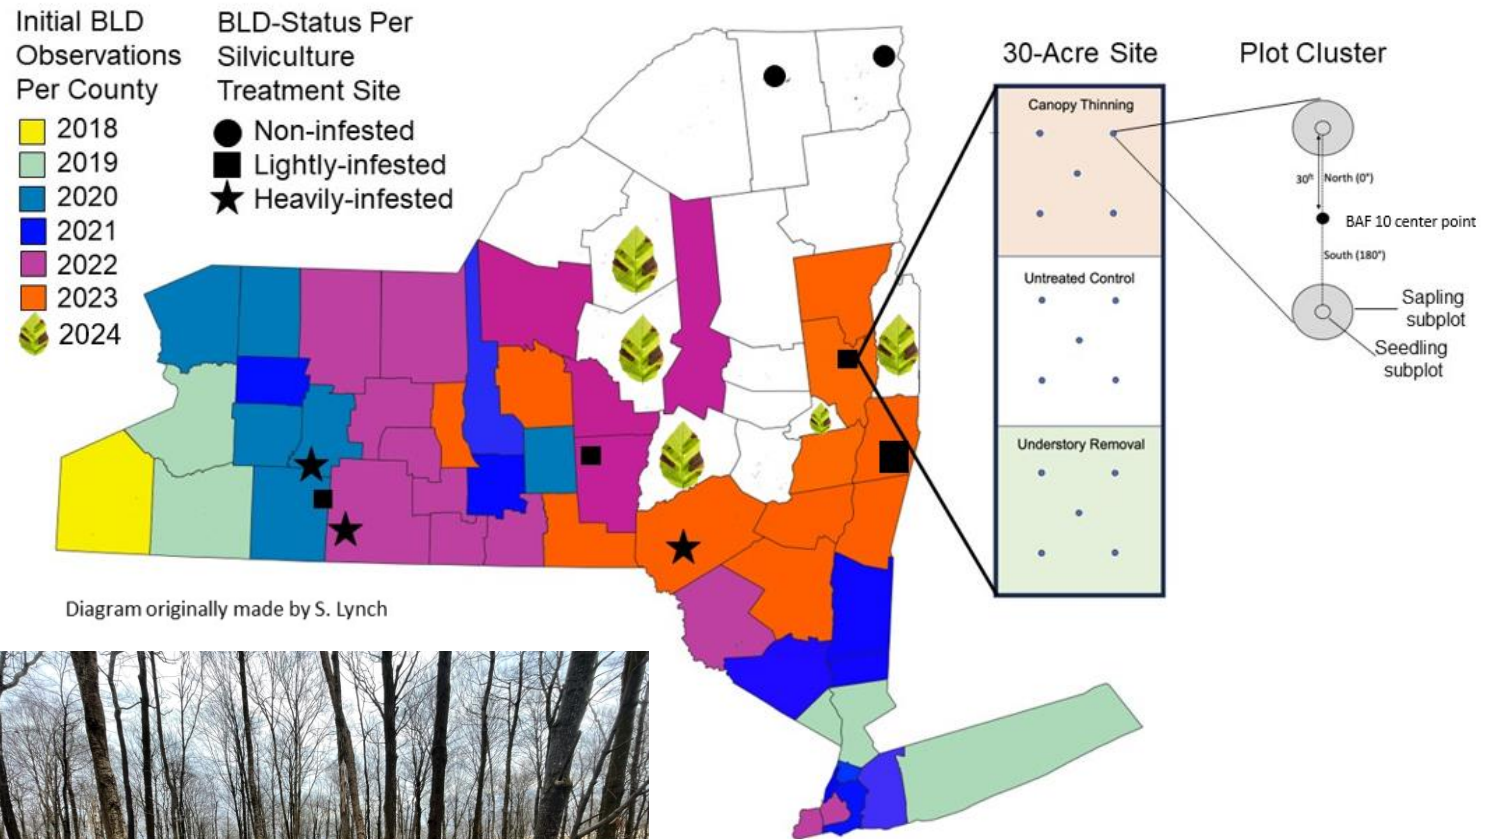 Initial BLD
Observations
Per County
2018
2019
2020
2021
2022
2023
2024
BLD-Status Per
Silviculture
Treatment Site
Non-infested
Lightly-infested
Heavily-infested
30-Acre Site
Canopy Thinning
Untreated Control
Understory Removal
Plot Cluster
30ᵗᵗ North (0°)
BAF 10 center point
South (180°)
Sapling
subplot
Seedling
subplot
Diagram originally made by S. Lynch